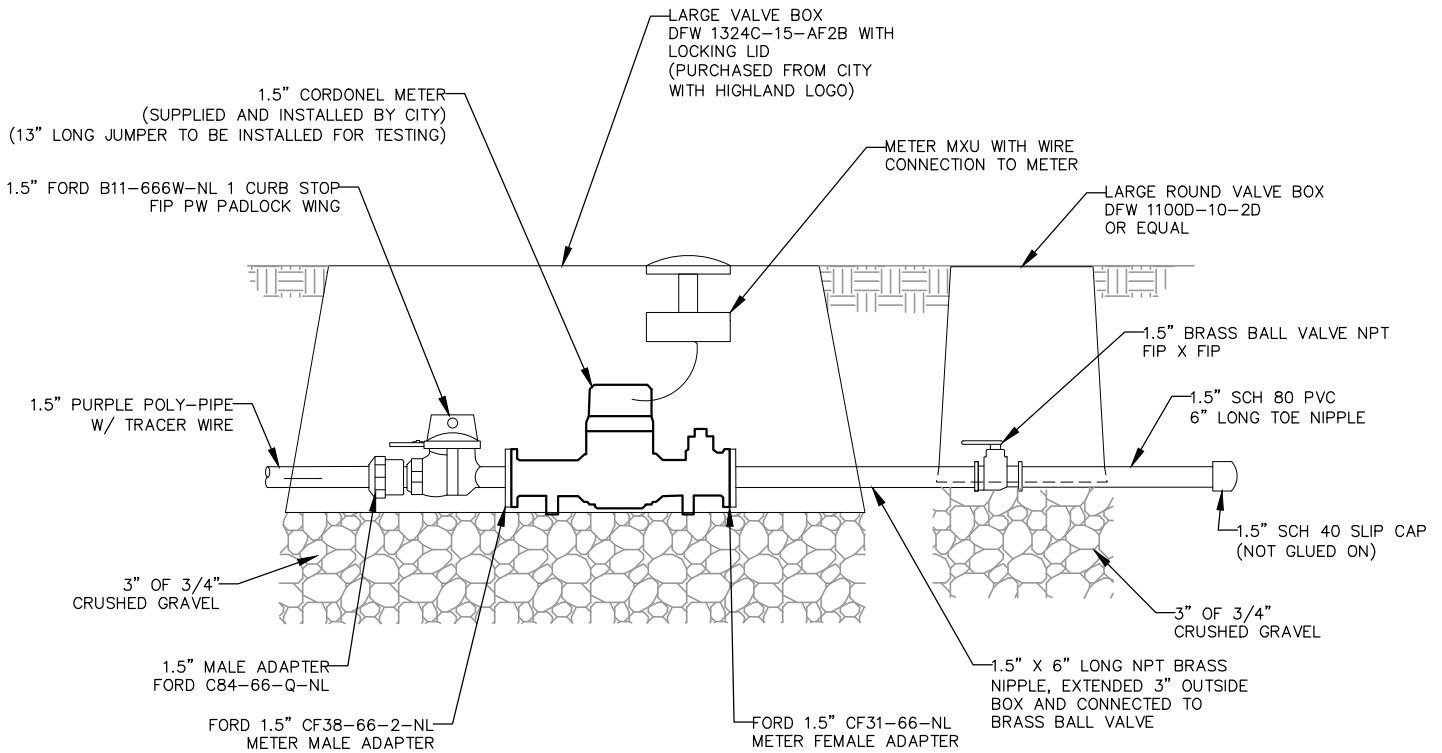 LARGE VALVE BOX
DFW 1324C-15-AF2B WITH
LOCKING LID
(PURCHASED FROM CITY
WITH HIGHLAND LOGO)
1.5” CORDONEL METER
(SUPPLIED AND INSTALLED BY CITY)
(13” LONG JUMPER TO BE INSTALLED FOR TESTING)
METER MXU WITH WIRE
CONNECTION TO METER
1.5” FORD B11-666W-NL 1 CURB STOP
FIP PW PADLOCK WING
LARGE ROUND VALVE BOX
DFW 1100D-10-2D
OR EQUAL
1.5” BRASS BALL VALVE NPT
FIP X FIP
1.5” PURPLE POLY-PIPE
W/ TRACER WIRE
1.5” SCH 80 PVC
6” LONG TOE NIPPLE
1.5” SCH 40 SLIP CAP
(NOT GLUED ON)
3” OF 3/4”
CRUSHED GRAVEL
3” OF 3/4”
CRUSHED GRAVEL
1.5” MALE ADAPTER
FORD C84-66-Q-NL
1.5” X 6” LONG NPT BRASS
NIPPLE, EXTENDED 3” OUTSIDE
BOX AND CONNECTED TO
BRASS BALL VALVE
FORD 1.5” CF38-66-2-NL
METER MALE ADAPTER
FORD 1.5” CF31-66-NL
METER FEMALE ADAPTER